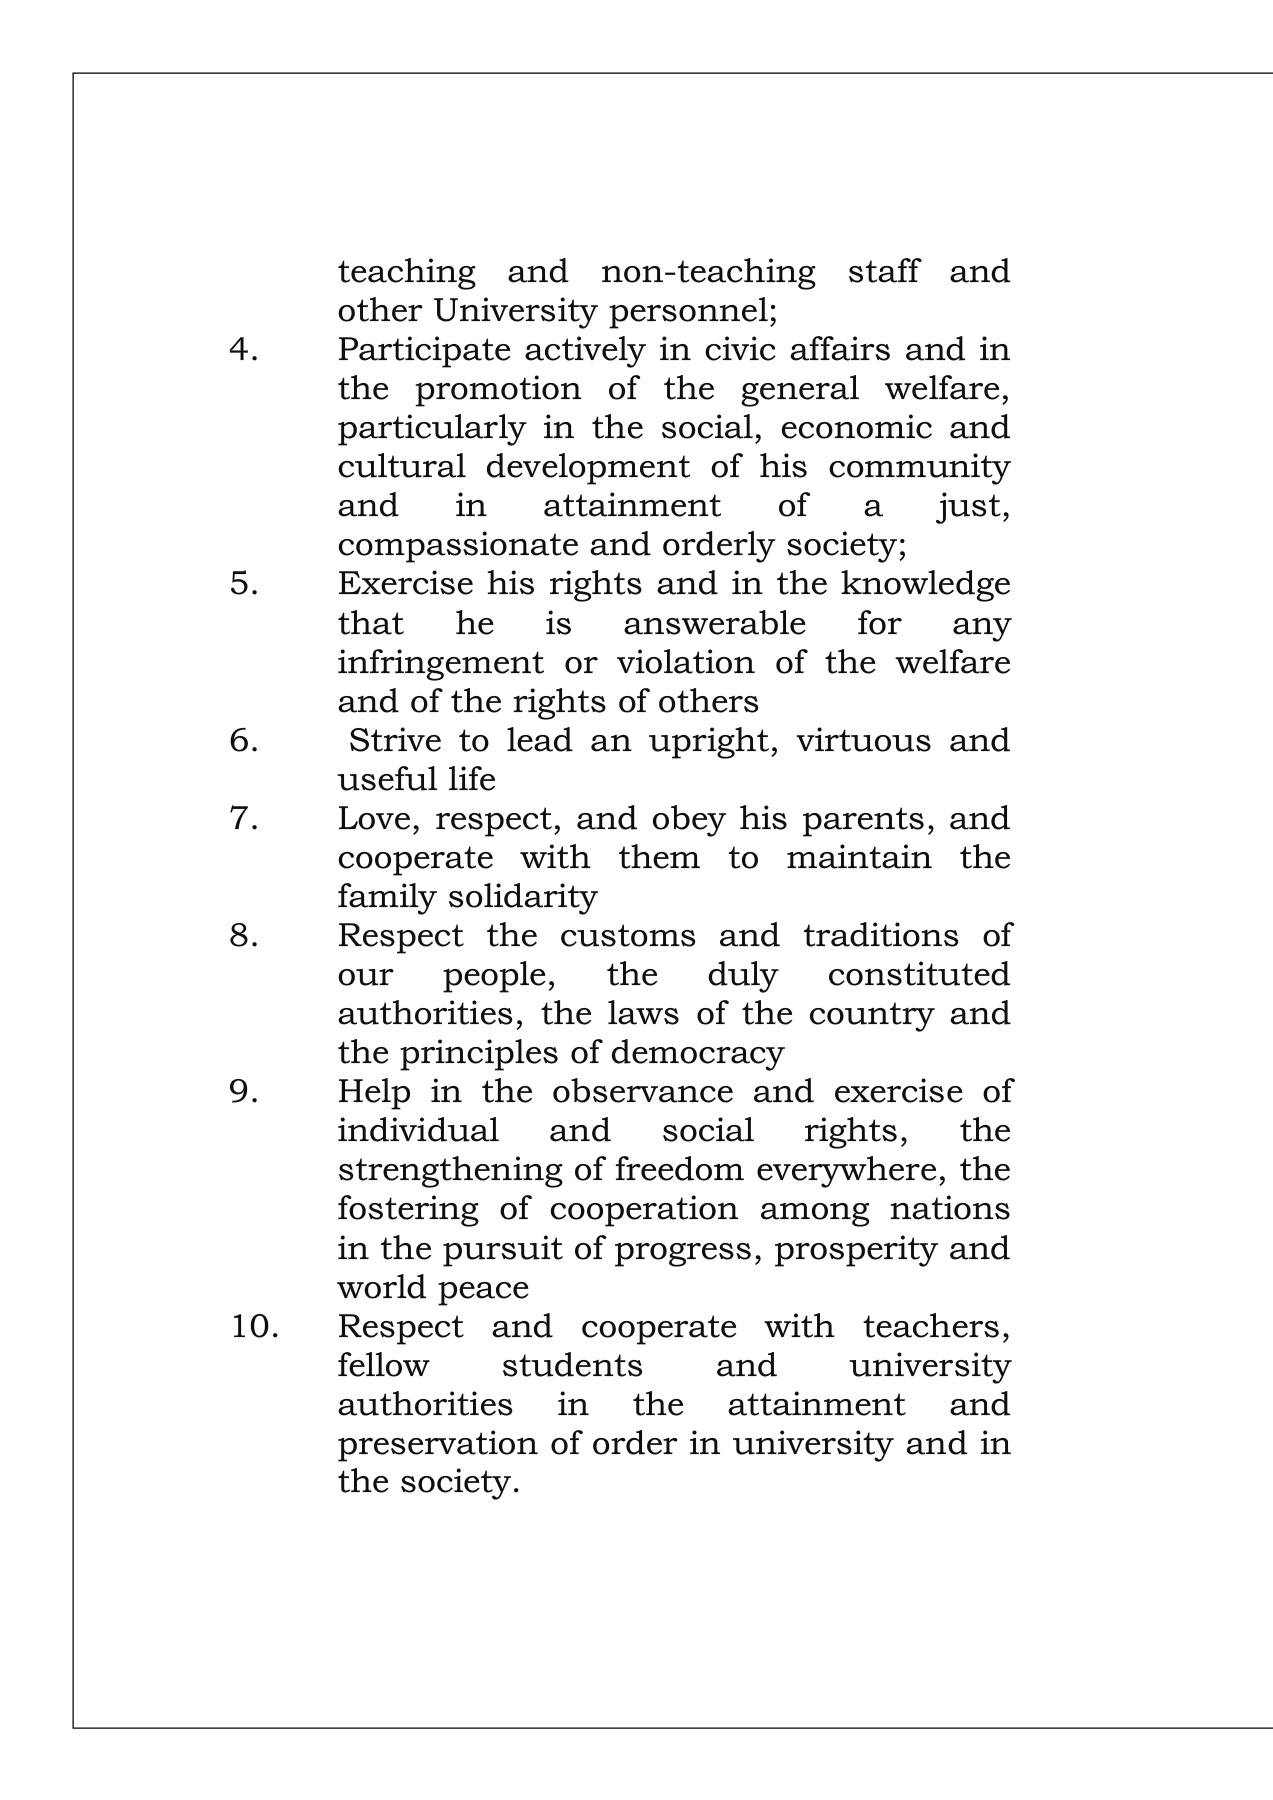 teaching and non-teaching staff and
other University personnel;
4. Participate actively in civic affairs and in
the promotion of the general welfare,
particularly in the social, economic and
cultural development of his community
and in attainment of a just,
compassionate and orderly society;
5. Exercise his rights and in the knowledge
that he is answerable for any
infringement or violation of the welfare
and of the rights of others
6. Strive to lead an upright, virtuous and
useful life
7. Love, respect, and obey his parents, and
cooperate with them to maintain the
family solidarity
8. Respect the customs and traditions of
our people, the duly constituted
authorities, the laws of the country and
the principles of democracy
9. Help in the observance and exercise of
individual and social rights, the
strengthening of freedom everywhere, the
fostering of cooperation among nations
in the pursuit of progress, prosperity and
world peace
10. Respect and cooperate with teachers,
fellow students and university
authorities in the attainment and
preservation of order in university and in
the society.